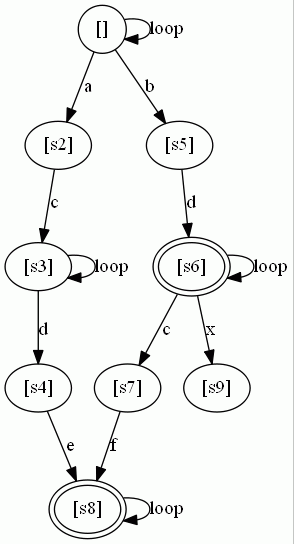 [] loop
a b
[s2] [s5]
c d
[s3] loop [s6] loop
d c x
[s4] [s7] [s9]
e f
[s8] loop